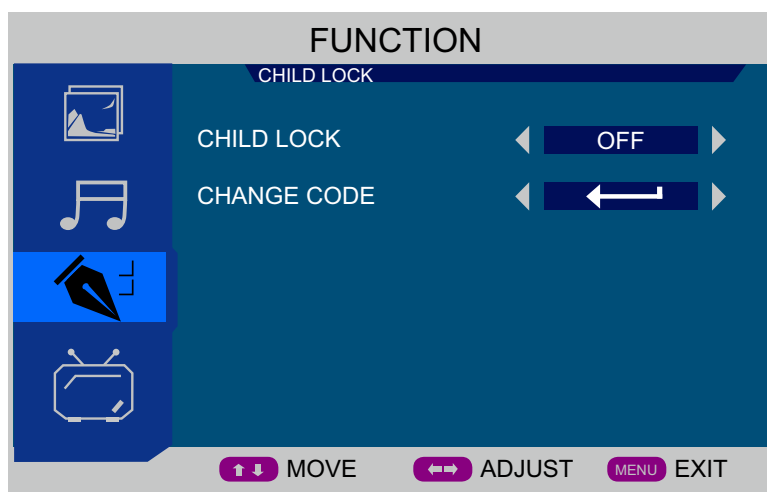 FUNCTION
CHILD LOCK
CHILD LOCK OFF
CHANGE CODE
MOVE ADJUST MENU EXIT